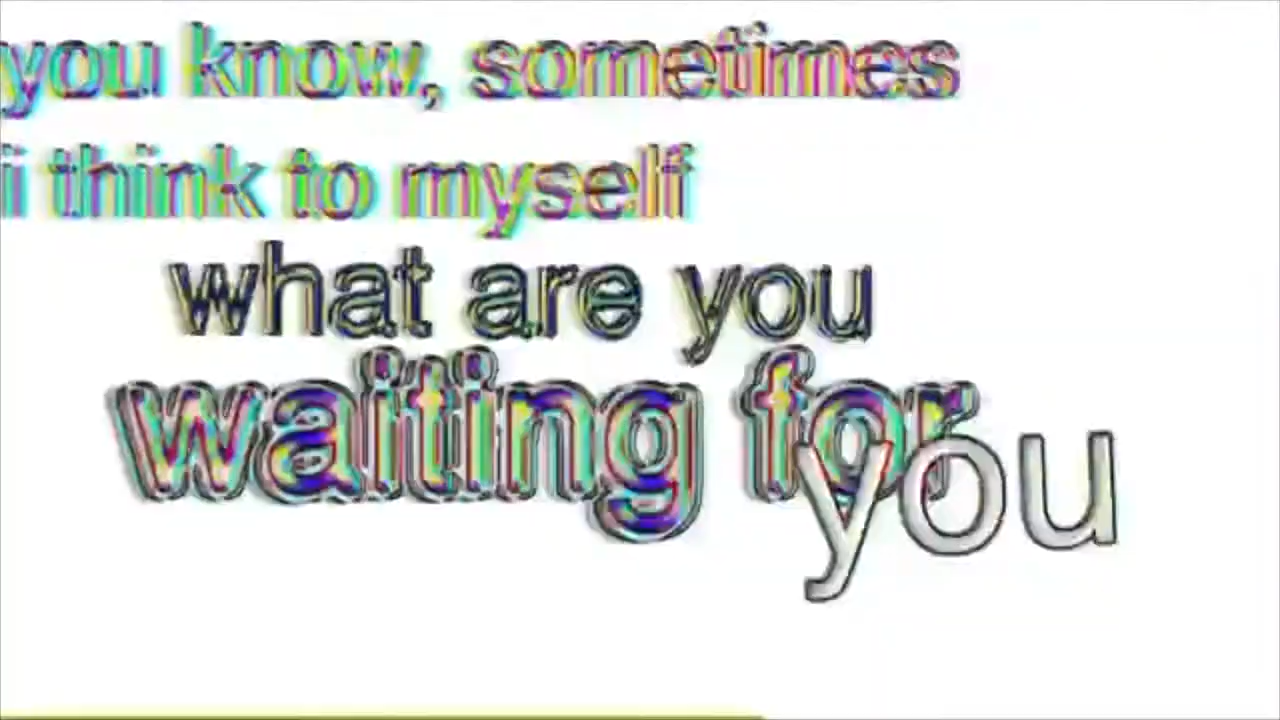 you know, sometimes
i think to myself
what are you
waiting for
you